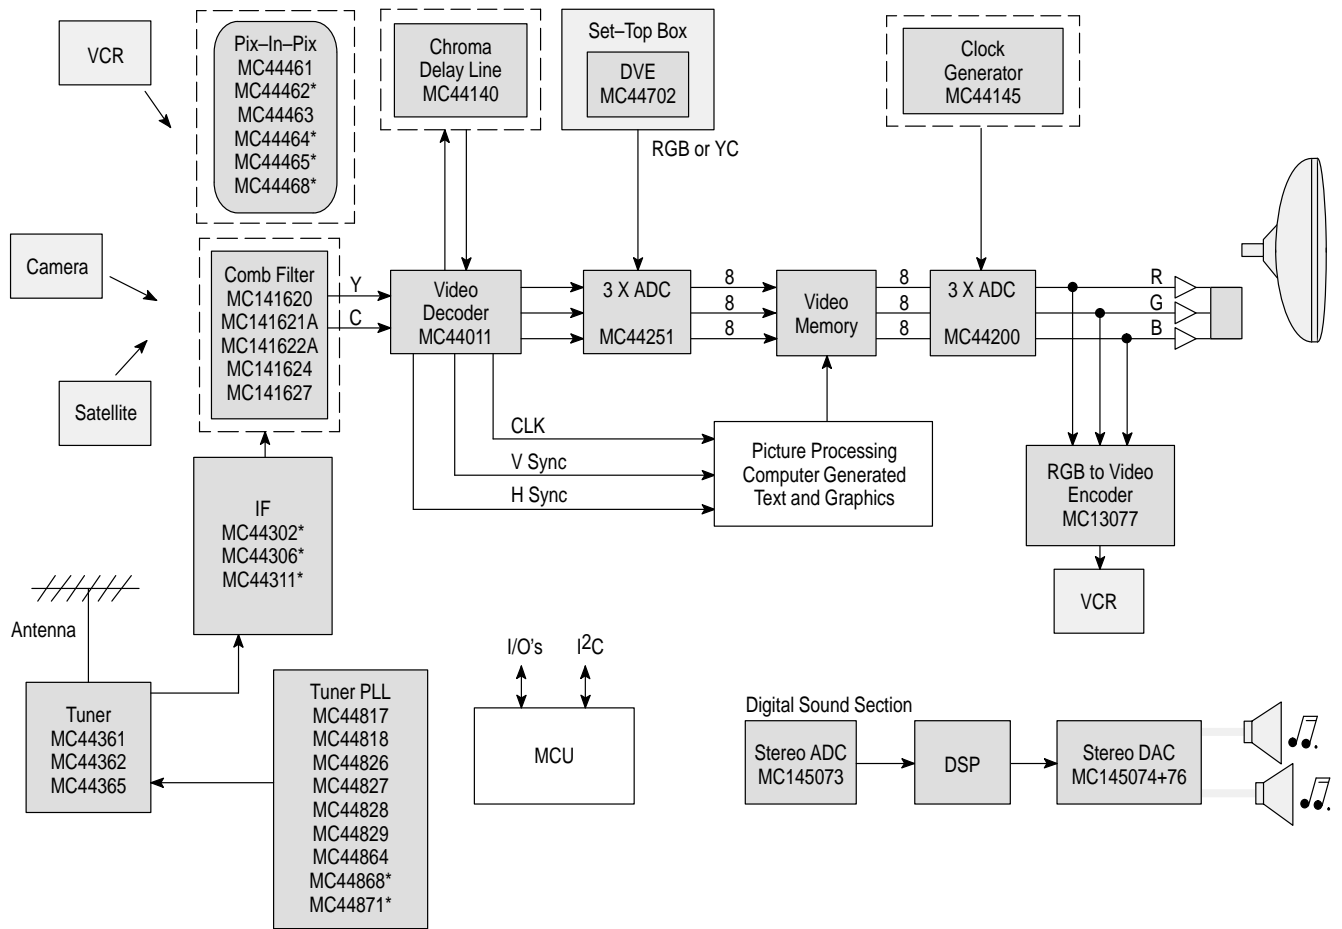 VCR
Pix–In–Pix
MC44461
MC44462*
MC44463
MC44464*
MC44465*
MC44468*
Chroma
Delay Line
MC44140
Set–Top Box
DVE
MC44702
RGB or YC
Clock
Generator
MC44145
Camera
Satellite
Comb Filter
MC141620
MC141621A
MC141622A
MC141624
MC141627
Y
C
Video
Decoder
MC44011
3 X ADC
MC44251
8
8
8
Video
Memory
8
8
8
3 X ADC
MC44200
R
G
B
CLK
V Sync
H Sync
Picture Processing
Computer Generated
Text and Graphics
RGB to Video
Encoder
MC13077
VCR
IF
MC44302*
MC44306*
MC44311*
Antenna
Tuner
MC44361
MC44362
MC44365
Tuner PLL
MC44817
MC44818
MC44826
MC44827
MC44828
MC44829
MC44864
MC44868*
MC44871*
I/O's
I2C
MCU
Digital Sound Section
Stereo ADC
MC145073
DSP
Stereo DAC
MC145074+76